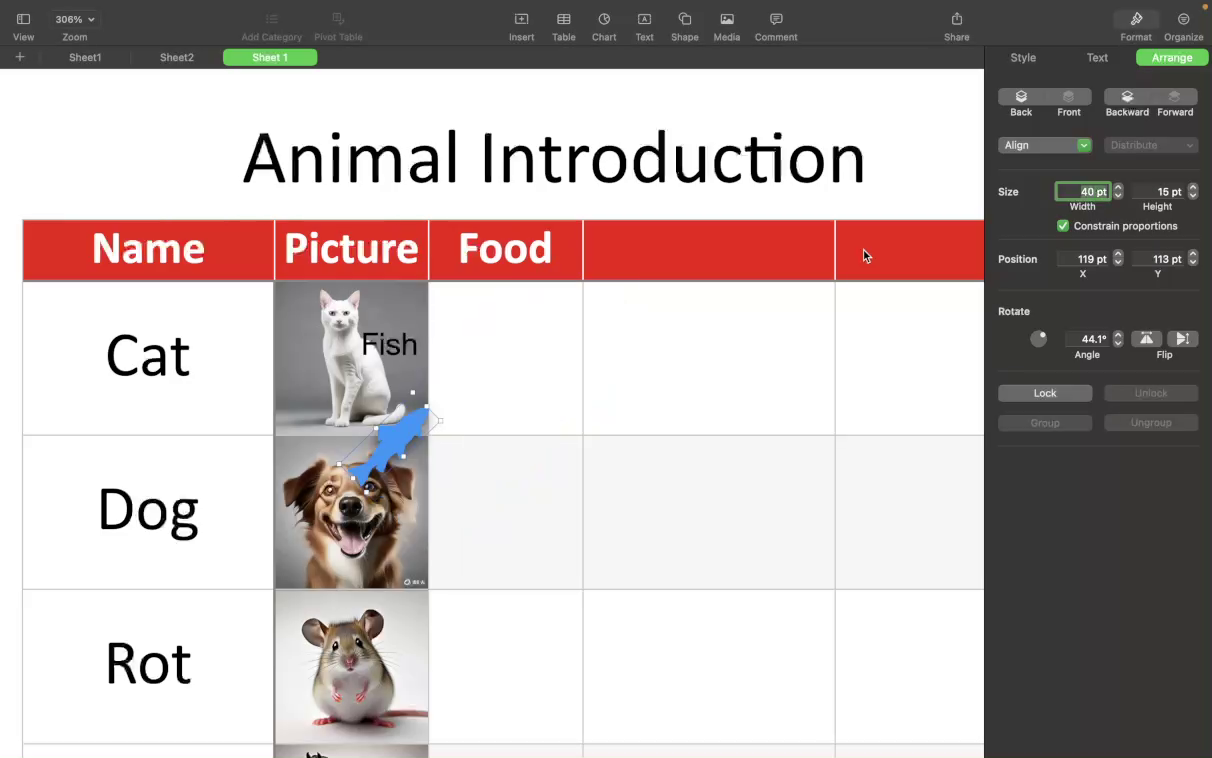 306%
View
Zoom
Add Category
Pivot Table
Insert
Table
Chart
Text
Shape
Media
Comment
Share
Format
Organize
+
Sheet1
Sheet2
Sheet 1
Style
Text
Arrange
Back
Front
Backward
Forward
Align
Distribute
Size
40 pt
15 pt
Width
Height
Constrain proportions
Position
119 pt
113 pt
X
Y
Rotate
44.1°
Angle
Flip
Lock
Unlock
Group
Ungroup
Animal Introduction
Name
Picture
Food
Cat
Fish
Dog
Rot